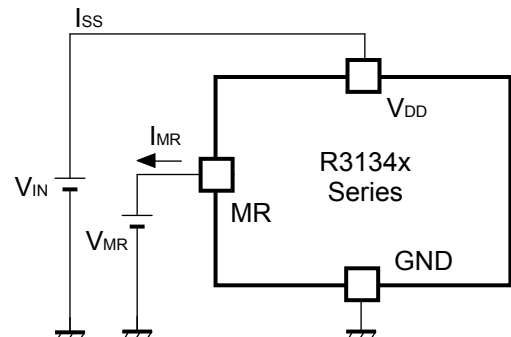 ISS
VDD
IMR
R3134x
Series
VIN
MR
VMR
GND